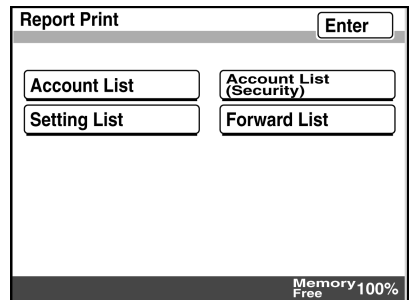 Report Print
Enter
Account List
Account List
(Security)
Setting List
Forward List
Memory
Free 100%